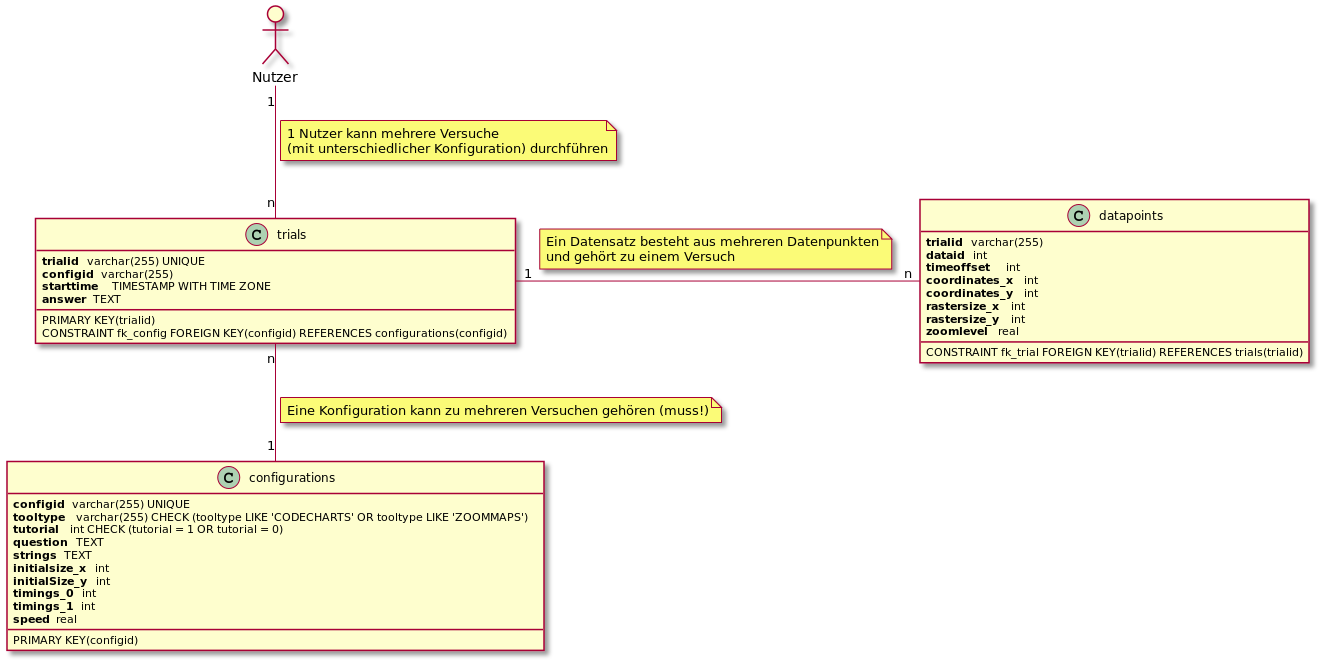 Nutzer
1
1 Nutzer kann mehrere Versuche
(mit unterschiedlicher Konfiguration) durchführen
n
C trials
trialid varchar(255) UNIQUE
configid varchar(255)
starttime TIMESTAMP WITH TIME ZONE
answer TEXT
PRIMARY KEY(trialid)
CONSTRAINT fk_config FOREIGN KEY(configid) REFERENCES configurations(configid)
Ein Datensatz besteht aus mehreren Datenpunkten
und gehört zu einem Versuch
1
n
C datapoints
trialid varchar(255)
dataid int
timeoffset int
coordinates_x int
coordinates_y int
rastersize_x int
rastersize_y int
zoomlevel real
CONSTRAINT fk_trial FOREIGN KEY(trialid) REFERENCES trials(trialid)
n
Eine Konfiguration kann zu mehreren Versuchen gehören (muss!)
1
C configurations
configid varchar(255) UNIQUE
tooltype varchar(255) CHECK (tooltype LIKE 'CODECHARTS' OR tooltype LIKE 'ZOOMMAPS')
tutorial int CHECK (tutorial = 1 OR tutorial = 0)
question TEXT
strings TEXT
initialsize_x int
initialSize_y int
timings_0 int
timings_1 int
speed real
PRIMARY KEY(configid)